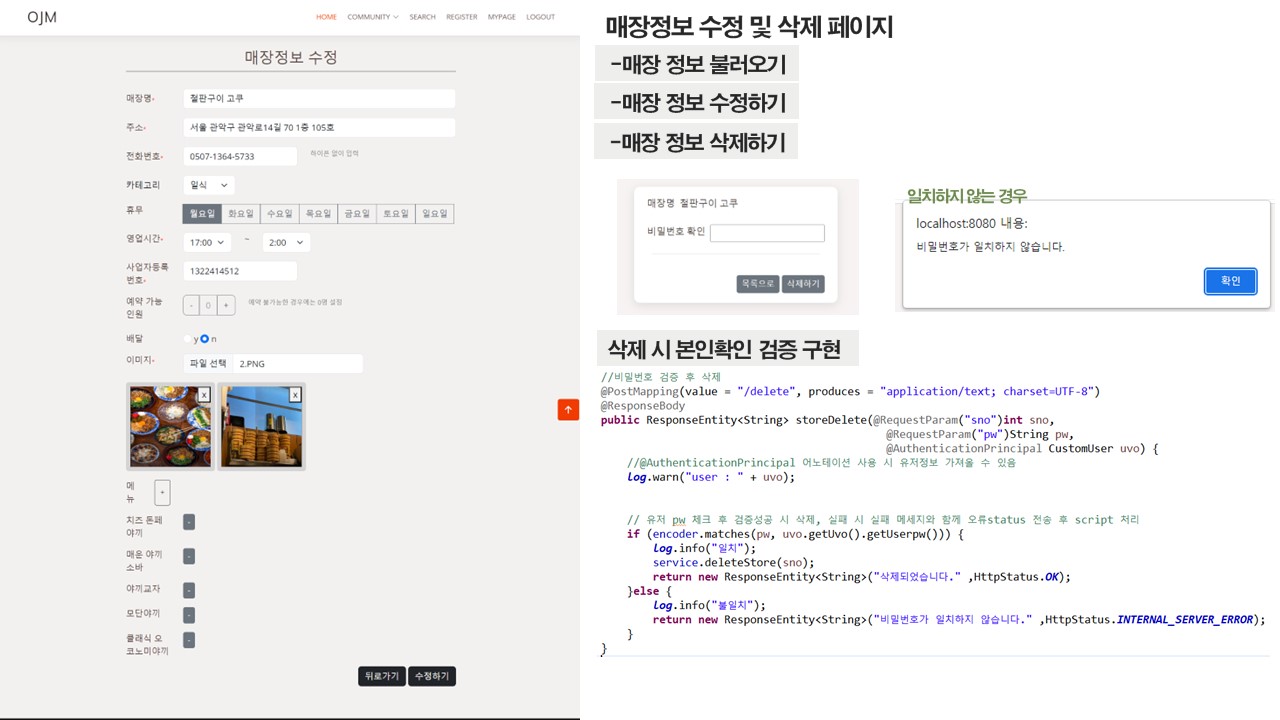 OJM
HOME COMMUNITY SEARCH REGISTER MYPAGE LOGOUT
매장정보 수정
매장명* 철판구이 고쿠
주소* 서울 관악구 관악로14길 70 1층 105호
전화번호* 0507-1364-5733 하이픈 없이 입력
카테고리 일식
휴무 월요일 화요일 수요일 목요일 금요일 토요일 일요일
영업시간* 17:00 ~ 2:00
사업자등록
번호* 1322414512
예약 가능
인원 - 0 + 예약 불가능한 경우에는 0명 설정
배달 y n
이미지* 파일 선택 2.PNG
x x
메
뉴 +
치즈 톤페
야끼 -
매운 야끼
소바 -
야끼교자 -
모단야끼 -
클래식 오
코노미야끼 -
뒤로가기 수정하기
매장정보 수정 및 삭제 페이지
-매장 정보 불러오기
-매장 정보 수정하기
-매장 정보 삭제하기
매장명 철판구이 고쿠
비밀번호 확인
목록으로 삭제하기
일치하지 않는 경우
localhost:8080 내용:
비밀번호가 일치하지 않습니다.
확인
삭제 시 본인확인 검증 구현
//비밀번호 검증 후 삭제
@PostMapping(value = "/delete", produces = "application/text; charset=UTF-8")
@ResponseBody
public ResponseEntity<String> storeDelete(@RequestParam("sno")int sno,
@RequestParam("pw")String pw,
@AuthenticationPrincipal CustomUser uvo) {
//@AuthenticationPrincipal 어노테이션 사용 시 유저정보 가져올 수 있음
log.warn("user : " + uvo);
// 유저 pw 체크 후 검증성공 시 삭제, 실패 시 실패 메세지와 함께 오류status 전송 후 script 처리
if (encoder.matches(pw, uvo.getUvo().getUserpw())) {
log.info("일치");
service.deleteStore(sno);
return new ResponseEntity<String>("삭제되었습니다." ,HttpStatus.OK);
}else {
log.info("불일치");
return new ResponseEntity<String>("비밀번호가 일치하지 않습니다." ,HttpStatus.INTERNAL_SERVER_ERROR);
}
}